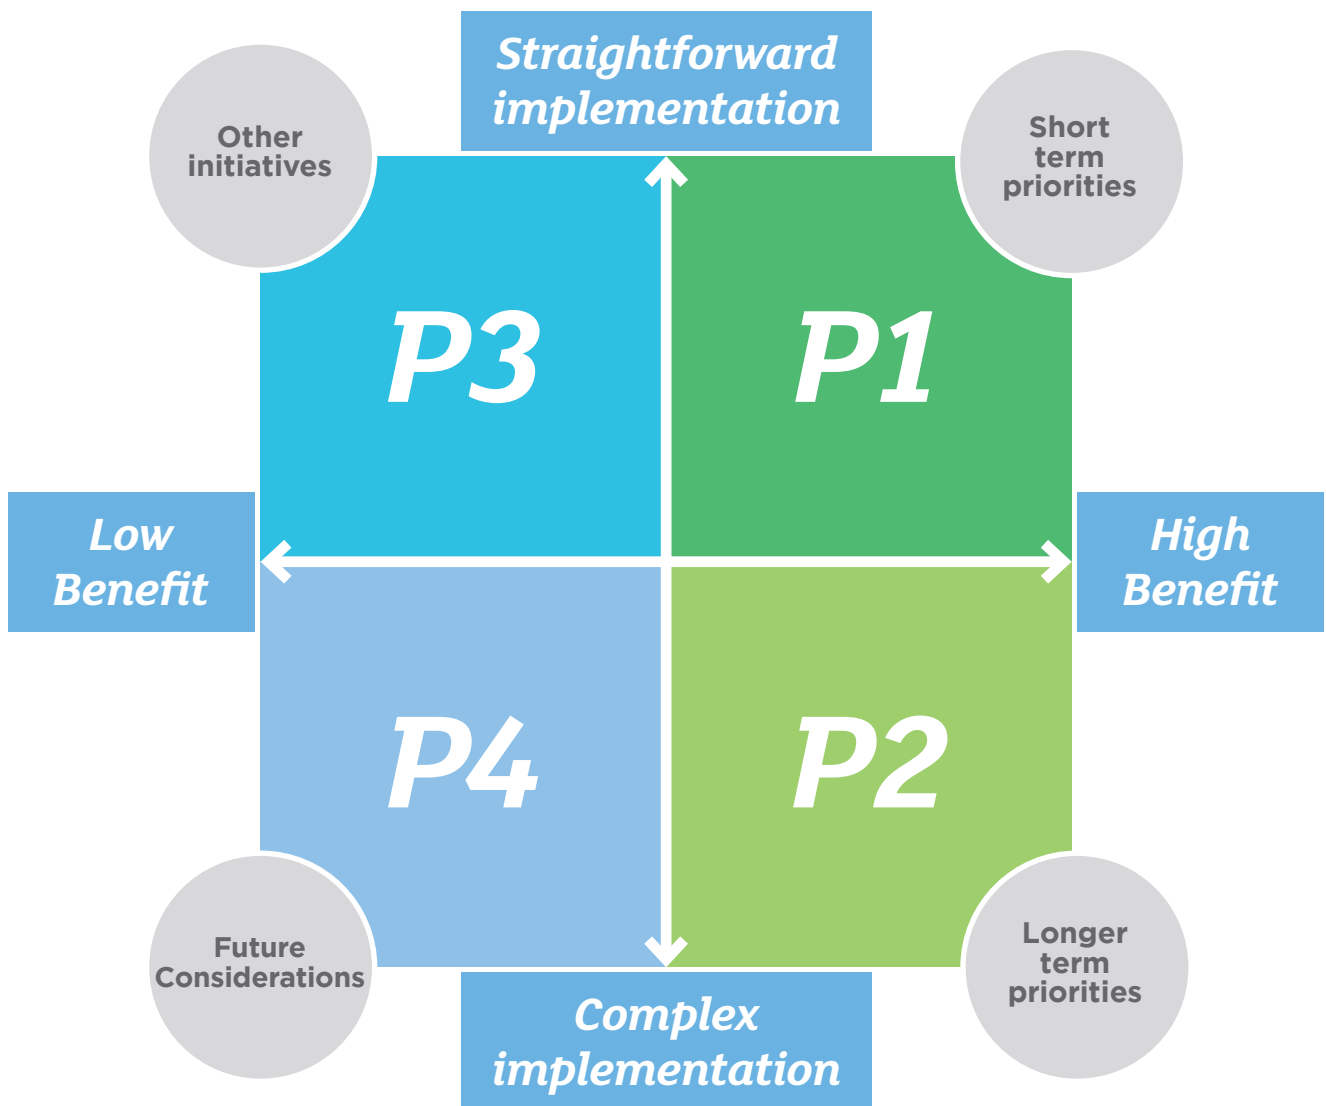 Straightforward
implementation
Other
initiatives
Short
term
priorities
P3
P1
Low
Benefit
High
Benefit
P4
P2
Future
Considerations
Longer
term
priorities
Complex
implementation